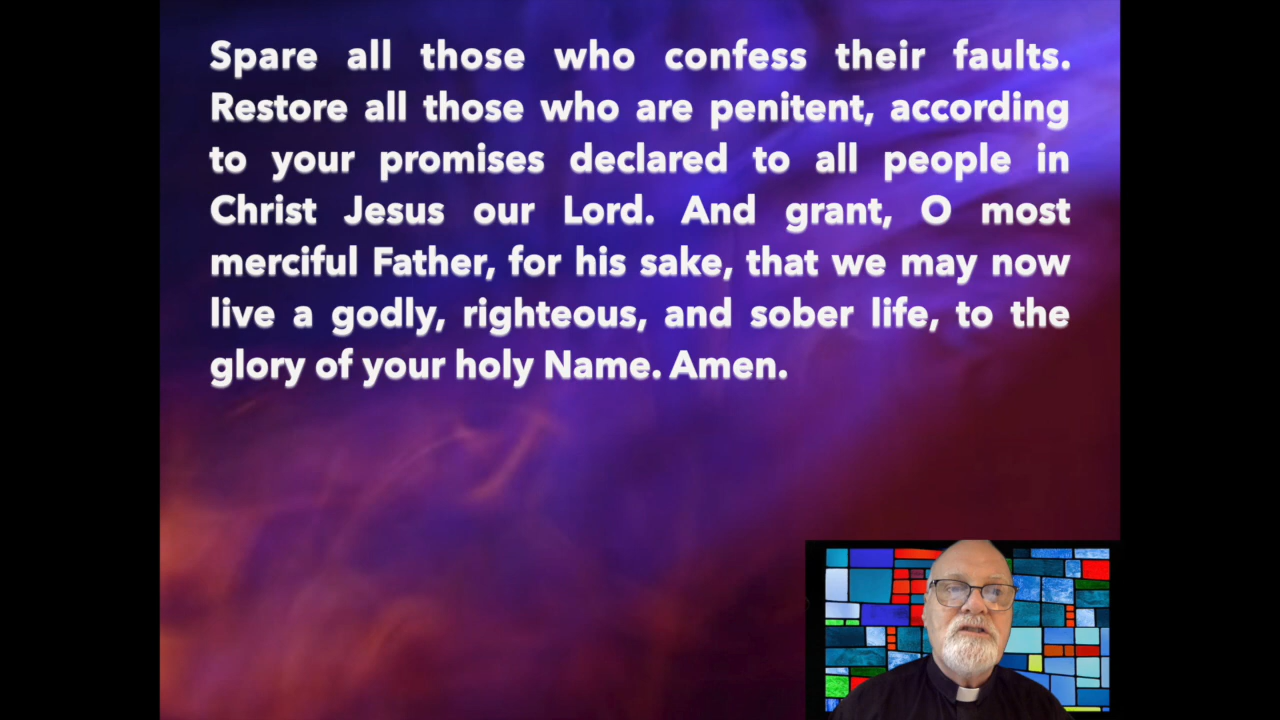 Spare all those who confess their faults.
Restore all those who are penitent, according
to your promises declared to all people in
Christ Jesus our Lord. And grant, O most
merciful Father, for his sake, that we may now
live a godly, righteous, and sober life, to the
glory of your holy Name. Amen.